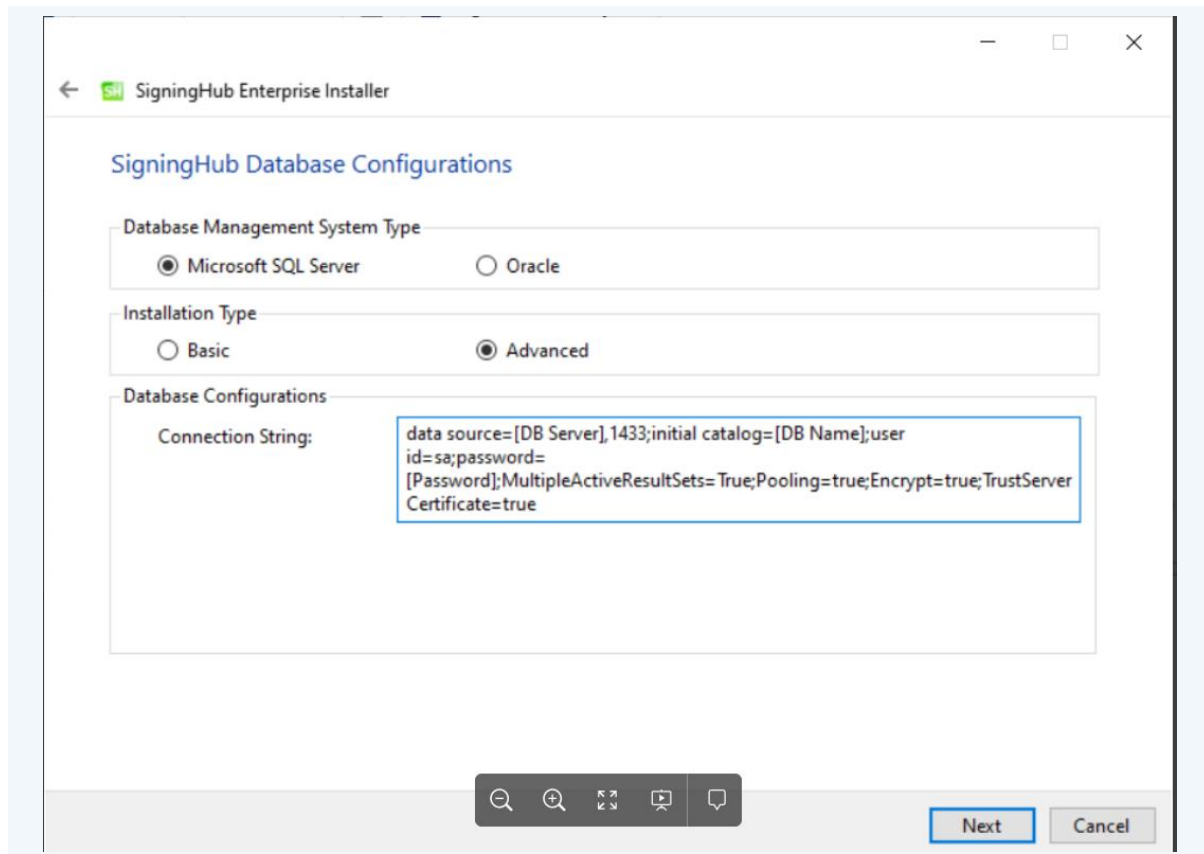 SH SigningHub Enterprise Installer
SigningHub Database Configurations
Database Management System Type
Microsoft SQL Server Oracle
Installation Type
Basic Advanced
Database Configurations
Connection String: data source=[DB Server],1433;initial catalog=[DB Name];user
id=sa;password=
[Password];MultipleActiveResultSets=True;Pooling=true;Encrypt=true;TrustServer
Certificate=true
Next Cancel